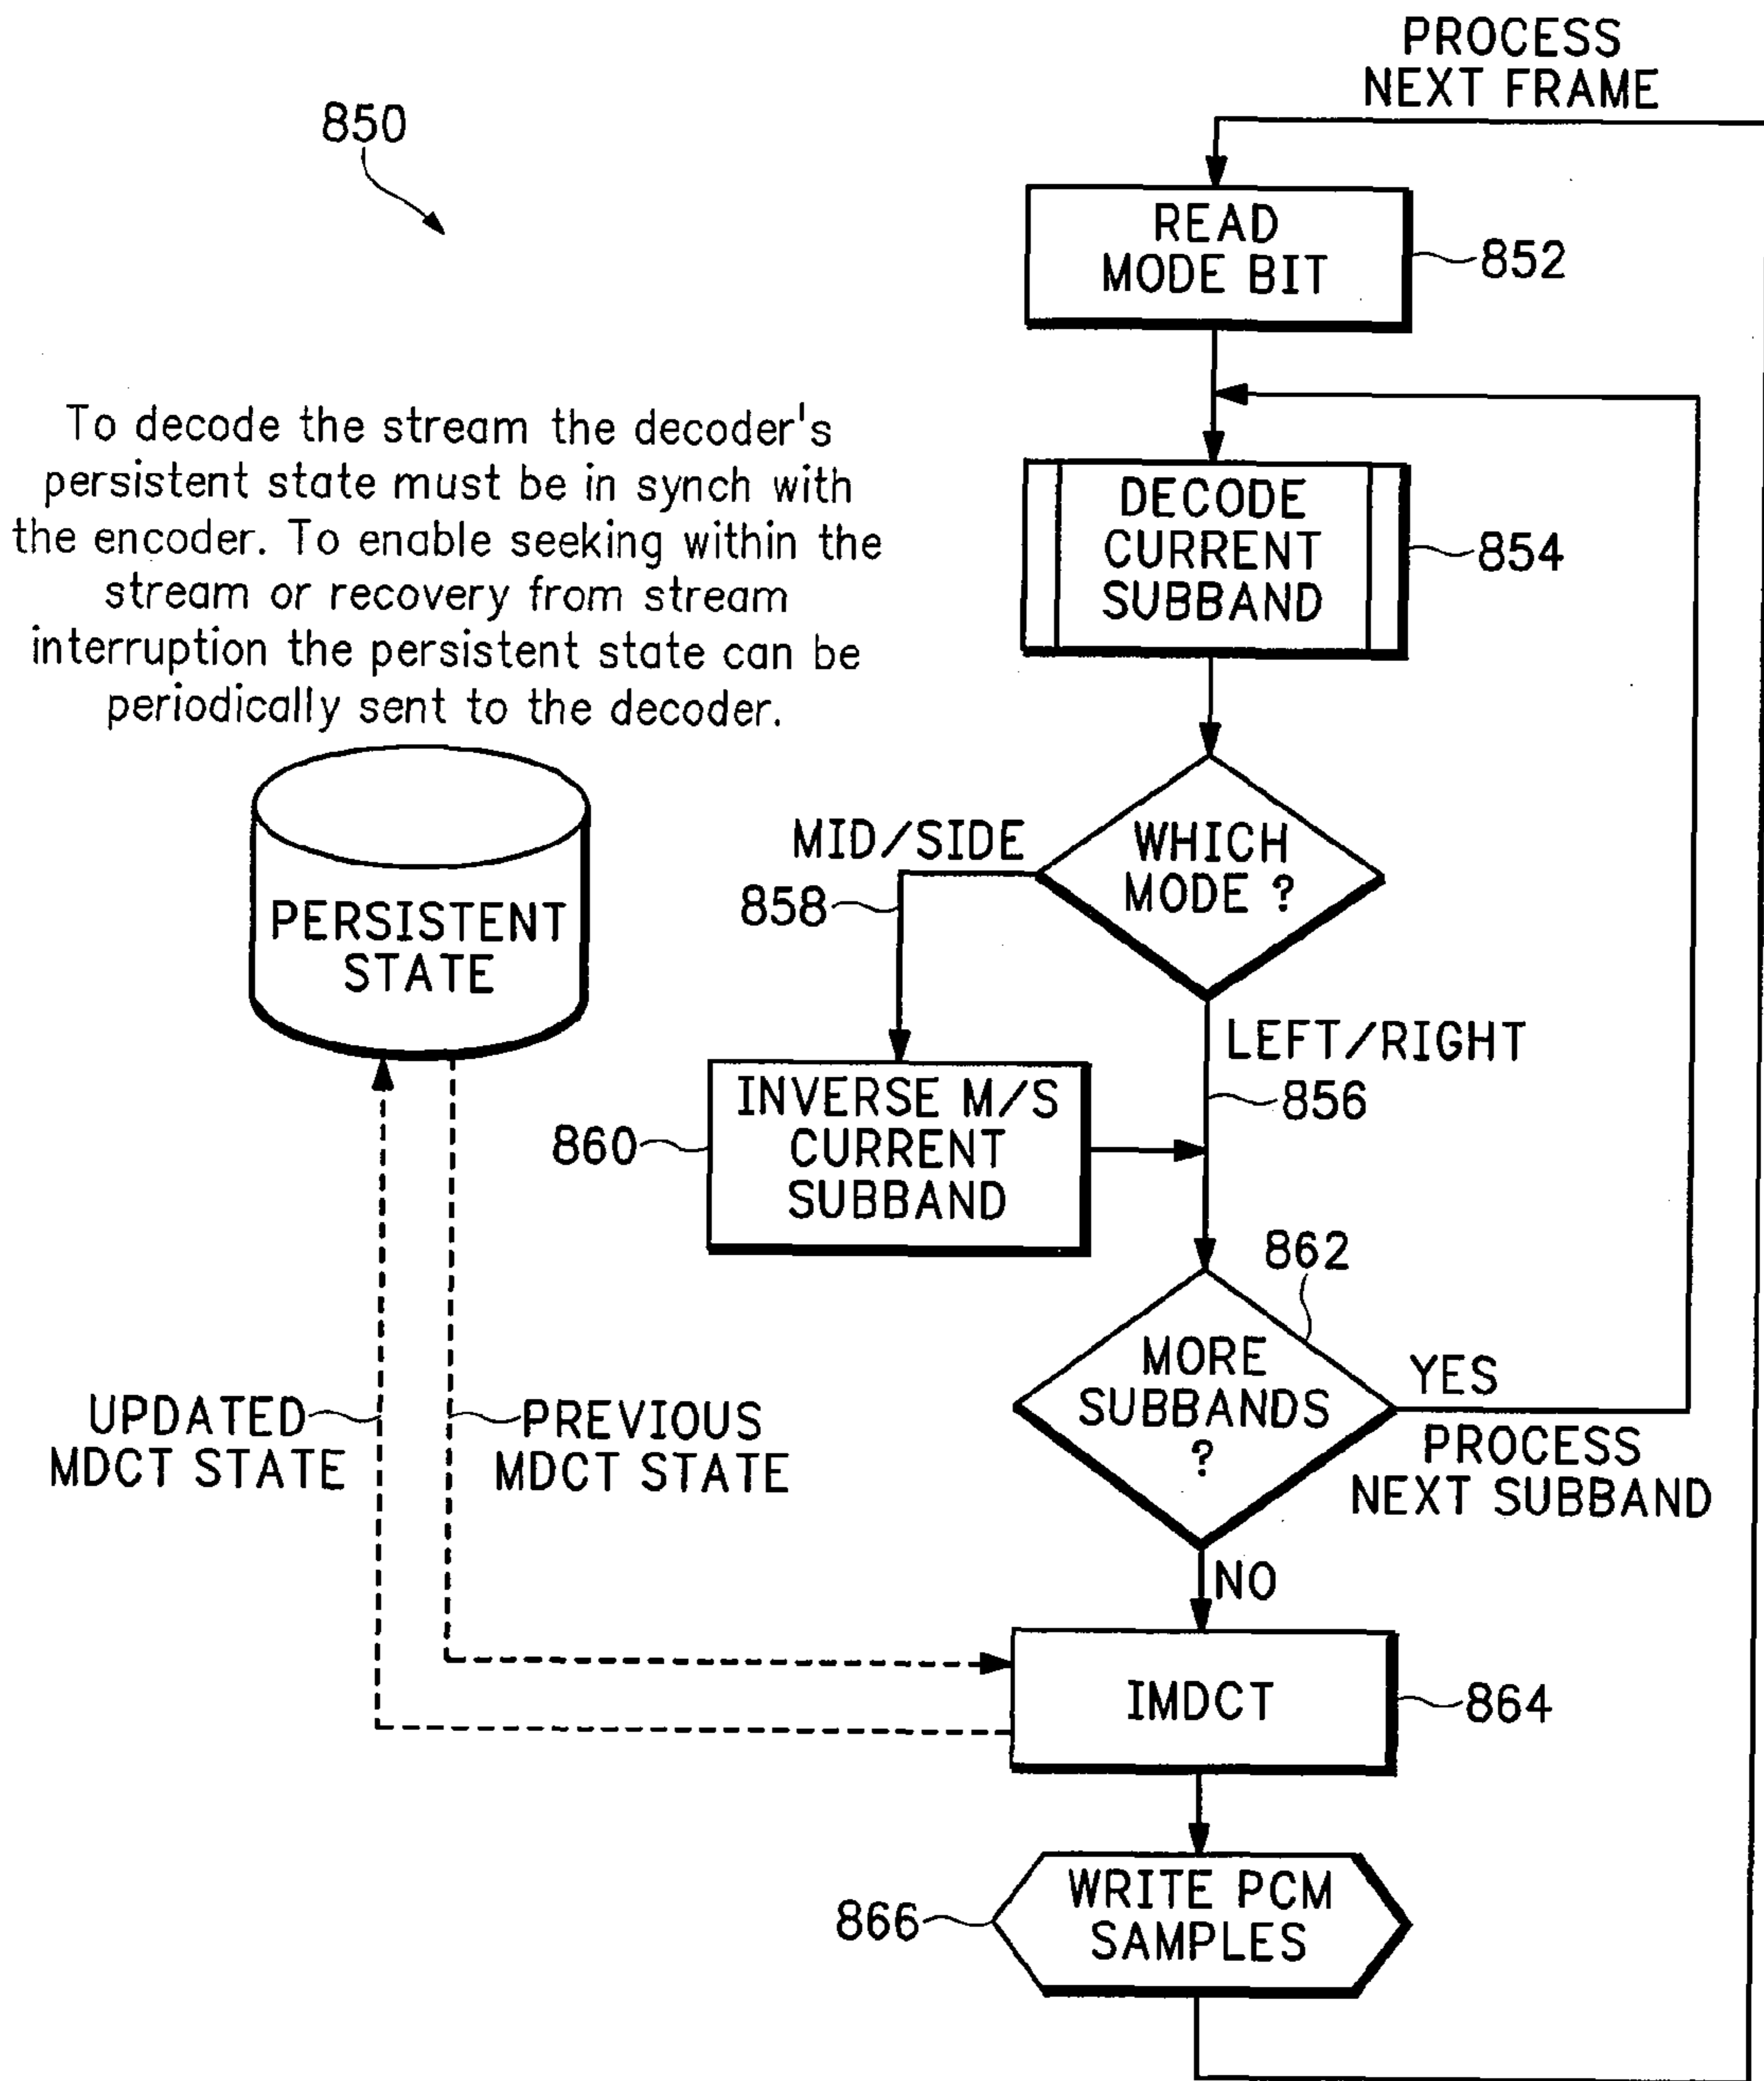 PROCESS
NEXT FRAME
850
READ
MODE BIT
852
To decode the stream the decoder's
persistent state must be in synch with
the encoder. To enable seeking within the
stream or recovery from stream
interruption the persistent state can be
periodically sent to the decoder.
DECODE
CURRENT
SUBBAND
854
MID/SIDE
858
WHICH
MODE ?
PERSISTENT
STATE
LEFT/RIGHT
856
INVERSE M/S
CURRENT
SUBBAND
860
862
MORE
SUBBANDS
?
YES
PROCESS
NEXT SUBBAND
UPDATED
MDCT STATE
PREVIOUS
MDCT STATE
NO
IMDCT
864
WRITE PCM
SAMPLES
866